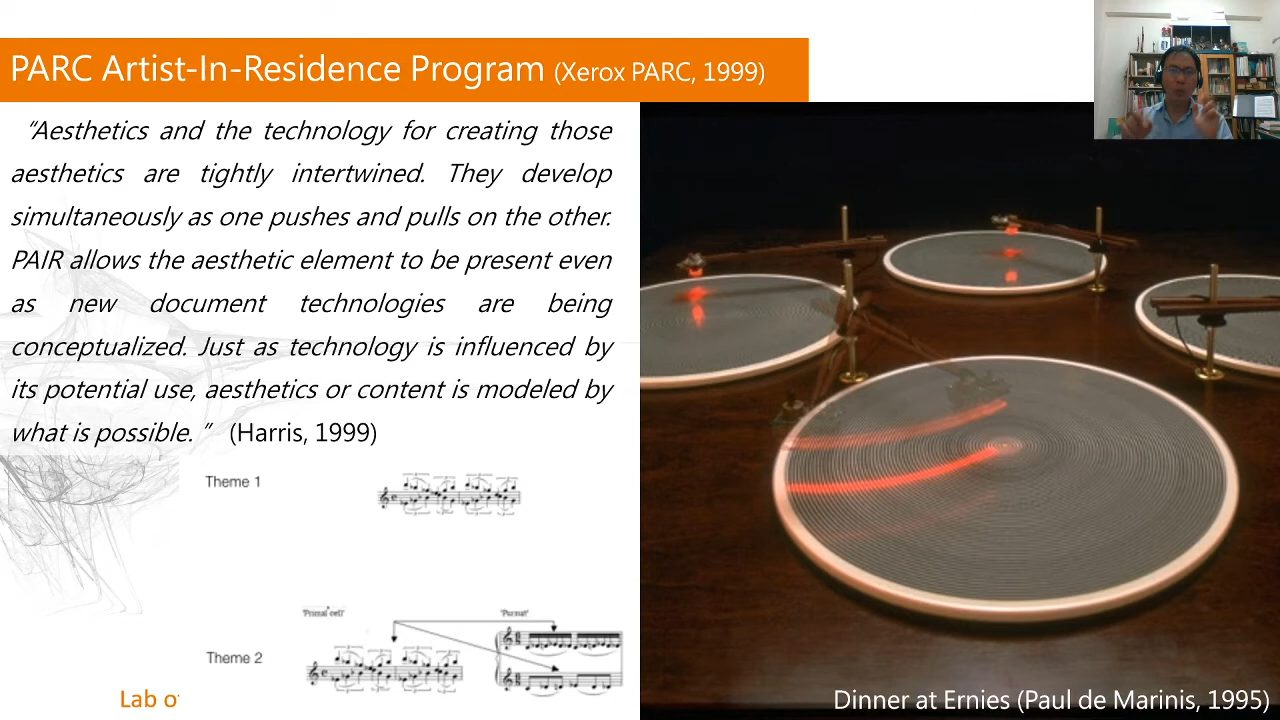 PARC Artist-In-Residence Program (Xerox PARC, 1999)
“Aesthetics and the technology for creating those
aesthetics are tightly intertwined. They develop
simultaneously as one pushes and pulls on the other.
PAIR allows the aesthetic element to be present even
as new document technologies are being
conceptualized. Just as technology is influenced by
its potential use, aesthetics or content is modeled by
what is possible. ” (Harris, 1999)
Theme 1
'Primal cell'
Theme 2
Lab o
Dinner at Ernies (Paul de Marinis, 1995)